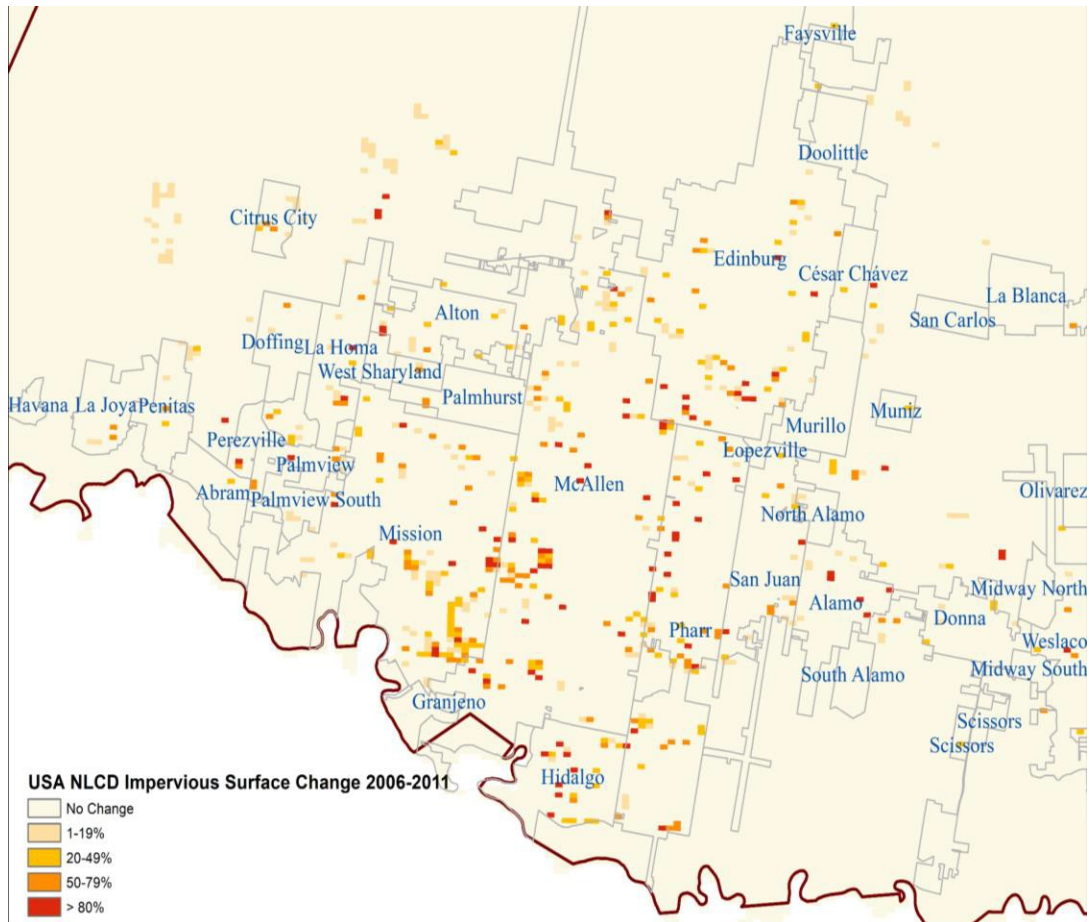 Faysville
Doolittle
Citrus City
Edinburg
César Chávez
La Blanca
San Carlos
Alton
Doffing
La Homa
West Sharyland
Palmhurst
Havana
La Joya
Penitas
Muniz
Perezville
Murillo
Lopezville
Palmview
McAllen
Abram
Palmview South
Olivarez
North Alamo
Mission
San Juan
Midway North
Alamo
Donna
Pharr
Weslaco
South Alamo
Midway South
Granjeno
Scissors
Scissors
Hidalgo
USA NLCD Impervious Surface Change 2006-2011
No Change
1-19%
20-49%
50-79%
> 80%